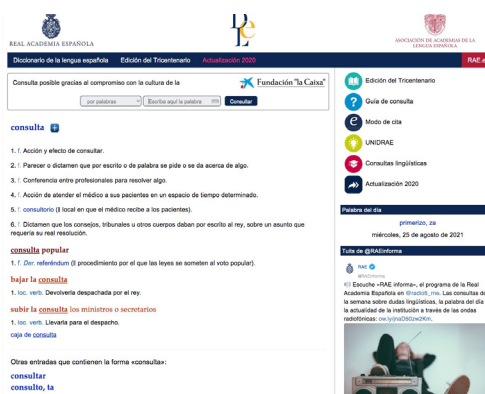 REAL ACADEMIA ESPAÑOLA
ASOCIACIÓN DE ACADEMIAS DE LA
LENGUA ESPAÑOLA
Diccionario de la lengua española
Edición del Tricentenario
Actualización 2020
RAE.e
Consulta posible gracias al compromiso con la cultura de la
Fundación "la Caixa"
por palabras
Escriba aquí la palabra
Consultar
consulta
1. f. Acción y efecto de consultar.
2. f. Parecer o dictamen que por escrito o de palabra se pide o se da acerca de algo.
3. f. Conferencia entre profesionales para resolver algo.
4. f. Acción de atender el médico a sus pacientes en un espacio de tiempo determinado.
5. f. consultorio (‖ local en que el médico recibe a los pacientes).
6. f. Dictamen que los consejos, tribunales u otros cuerpos daban por escrito al rey, sobre un asunto que
requería su real resolución.
consulta popular
1. f. Der. referéndum (‖ procedimiento por el que las leyes se someten al voto popular).
bajar la consulta
1. loc. verb. Devolverla despachada por el rey.
subir la consulta los ministros o secretarios
1. loc. verb. Llevarla para el despacho.
caja de consulta
Otras entradas que contienen la forma «consulta»:
consultar
consulto, ta
Edición del Tricentenario
Guía de consulta
Modo de cita
UNIDRAE
Consultas lingüísticas
Actualización 2020
Palabra del día
primerizo, za
miércoles, 25 de agosto de 2021
Tuits de @RAEinforma
RAE
@RAEinforma
Escuche «RAE informa», el programa de la Real
Academia Española en @radio5_rne. Las consultas de
la semana sobre dudas lingüísticas, la palabra del día
la actualidad de la institución a través de las ondas
radiofónicas: